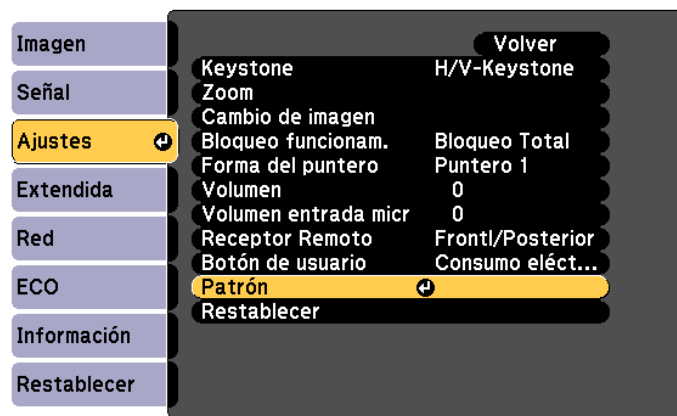 Imagen
Señal
Ajustes
Extendida
Red
ECO
Información
Restablecer
Volver
Keystone H/V-Keystone
Zoom
Cambio de imagen
Bloqueo funcionam. Bloqueo Total
Forma del puntero Puntero 1
Volumen 0
Volumen entrada micr 0
Receptor Remoto Frontl/Posterior
Botón de usuario Consumo eléct...
Patrón
Restablecer